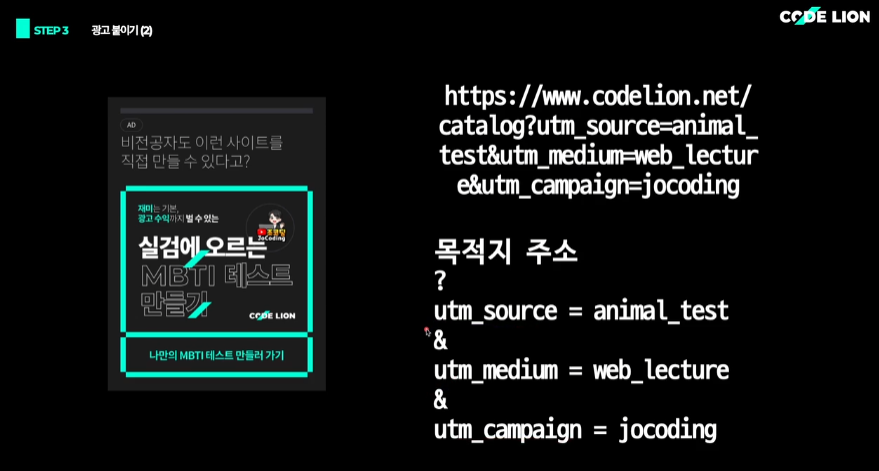 STEP 3 광고 붙이기 (2)
CODE LION
AD
비전공자도 이런 사이트를
직접 만들 수 있다고?
재미는 기본,
광고 수익까지 벌 수 있는
조코딩
JoCoding
실검에 오르는
MBTI 테스트
만들기
CODE LION
나만의 MBTI 테스트 만들러 가기
https://www.codelion.net/
catalog?utm_source=animal_
test&utm_medium=web_lectur
e&utm_campaign=jocoding
목적지 주소
?
utm_source = animal_test
&
utm_medium = web_lecture
&
utm_campaign = jocoding